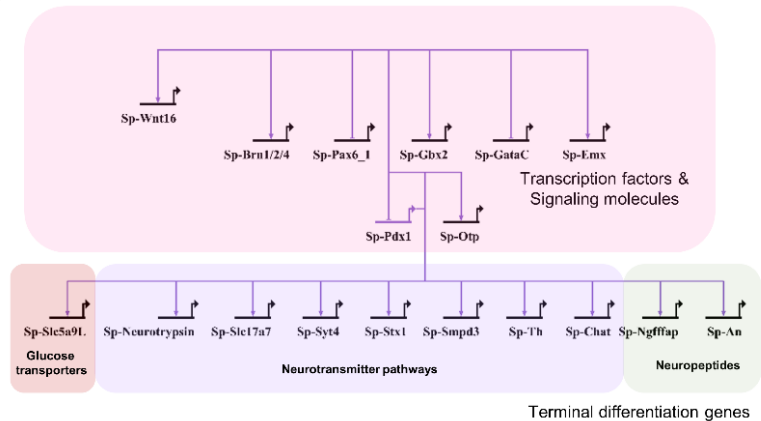 Sp-Wnt16
Sp-Brn1/2/4 Sp-Pax6_1 Sp-Gbx2 Sp-GataC Sp-Emx
Transcription factors &
Signaling molecules
Sp-Pdx1 Sp-Otp
Sp-Slc5a9L Sp-Neurotrypsin Sp-Slc17a7 Sp-Syt4 Sp-Stx1 Sp-Smpd3 Sp-Th Sp-Chat Sp-Ngfffap Sp-An
Glucose
transporters
Neurotransmitter pathways
Neuropeptides
Terminal differentiation genes